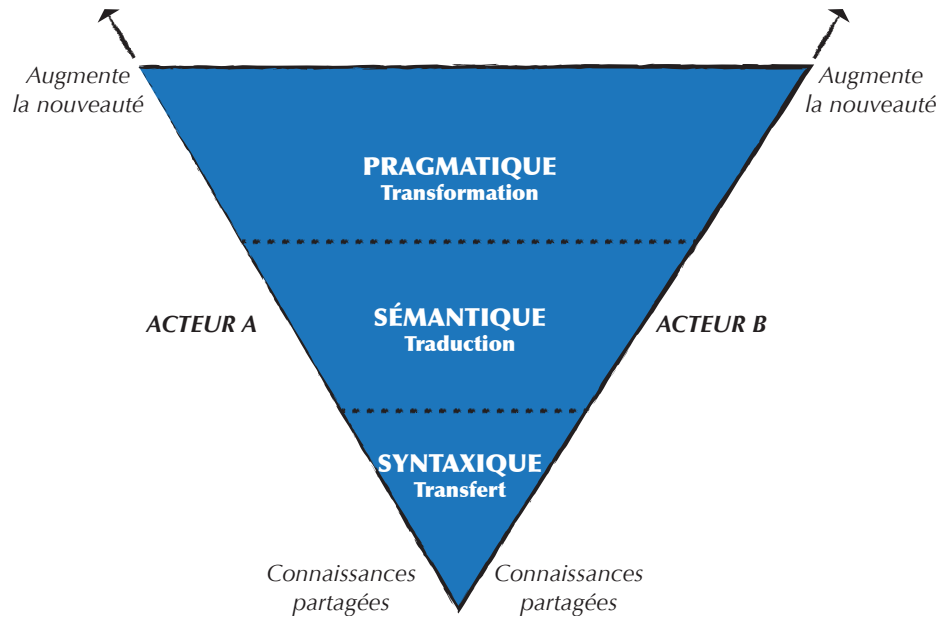 Augmente
la nouveauté
Augmente
la nouveauté
PRAGMATIQUE
Transformation
ACTEUR A
SÉMANTIQUE
Traduction
ACTEUR B
SYNTAXIQUE
Transfert
Connaissances
partagées
Connaissances
partagées